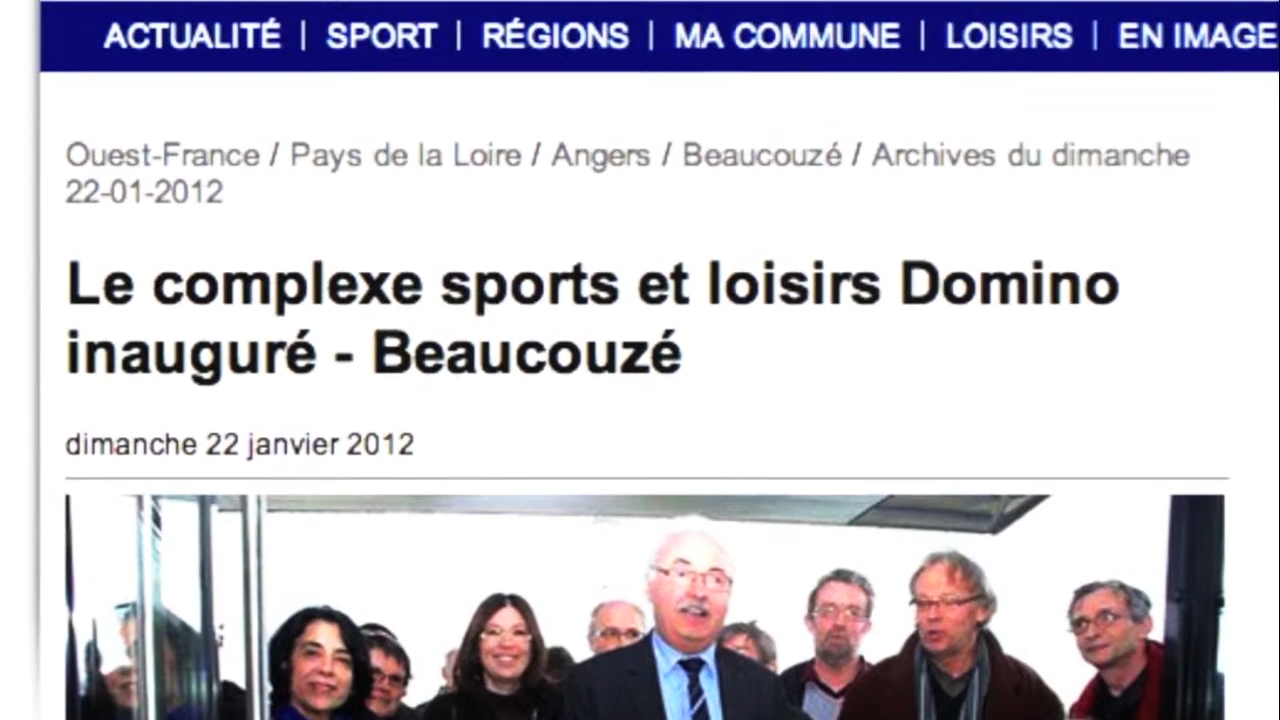 ACTUALITÉ | SPORT | RÉGIONS | MA COMMUNE | LOISIRS | EN IMAGE
Ouest-France / Pays de la Loire / Angers / Beaucouzé / Archives du dimanche
22-01-2012
Le complexe sports et loisirs Domino
inauguré - Beaucouzé
dimanche 22 janvier 2012